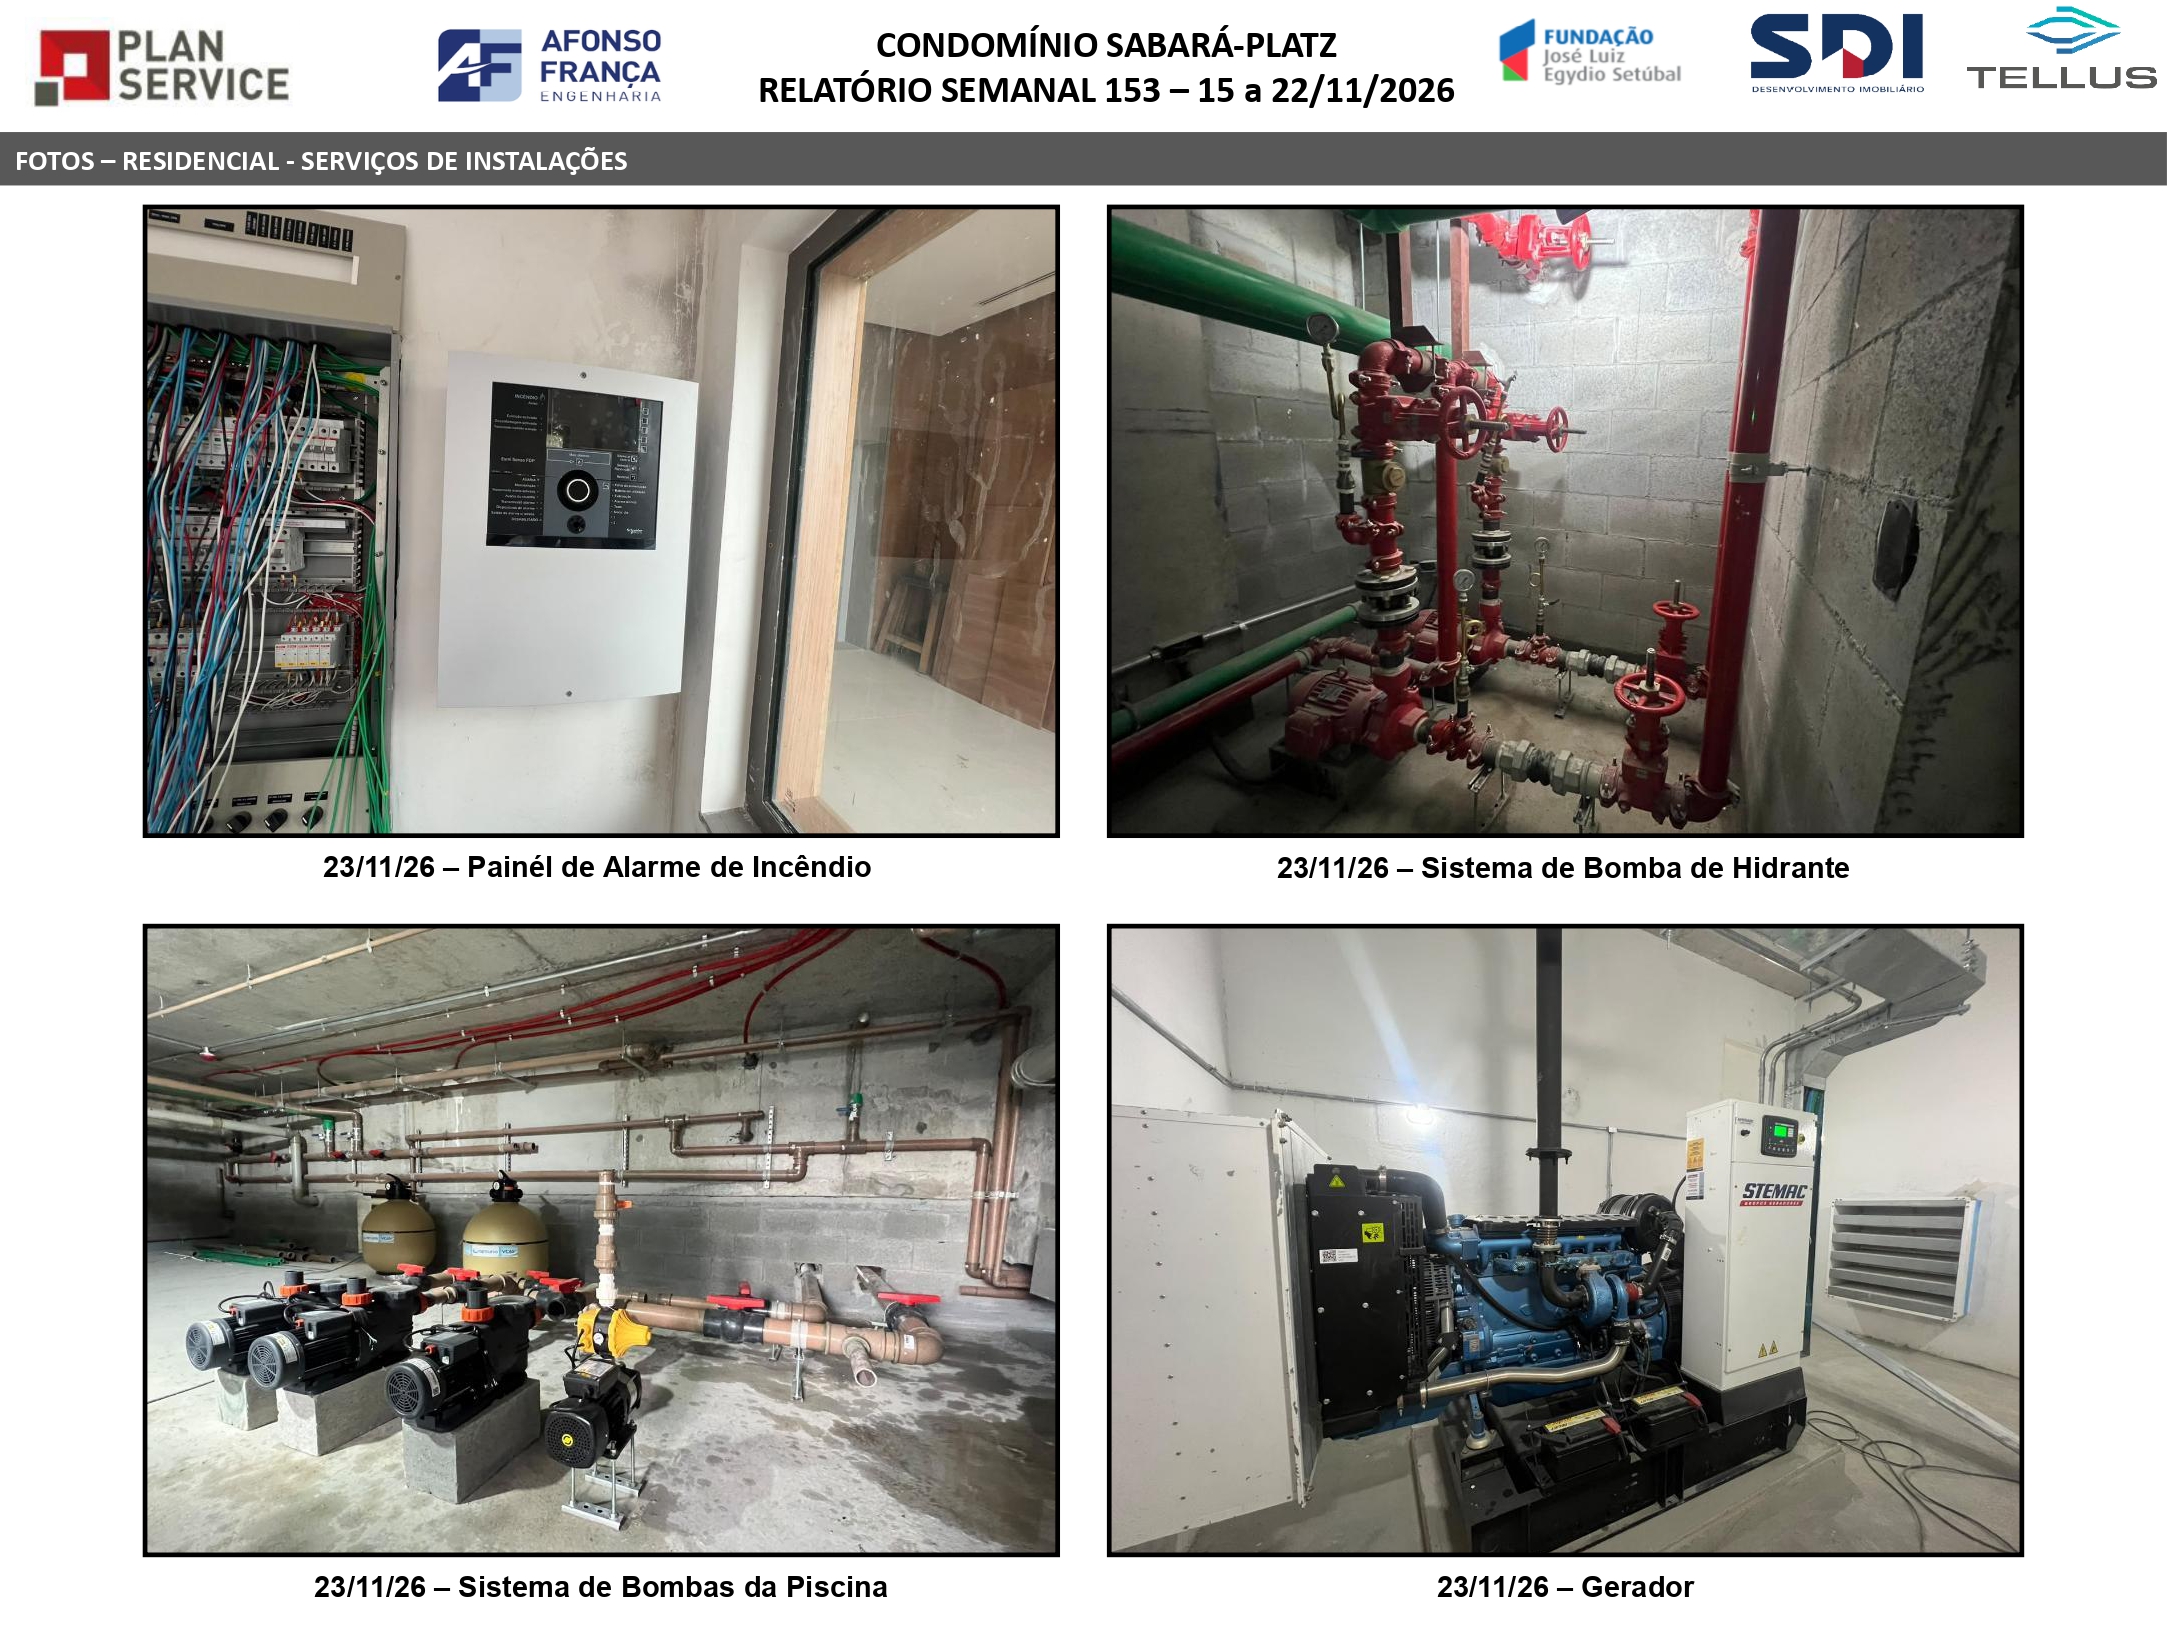 PLAN
SERVICE
AFONSO
FRANÇA
ENGENHARIA
CONDOMÍNIO SABARÁ-PLATZ
RELATÓRIO SEMANAL 153 – 15 a 22/11/2026
FUNDAÇÃO
José Luiz
Egydio Setúbal
SDI
DESENVOLVIMENTO IMOBILIÁRIO
TELLUS
FOTOS – RESIDENCIAL - SERVIÇOS DE INSTALAÇÕES
INCÊNDIO
23/11/26 – Painél de Alarme de Incêndio
23/11/26 – Sistema de Bomba de Hidrante
STEMAC
GRUPOS GERADORES
23/11/26 – Sistema de Bombas da Piscina
23/11/26 – Gerador